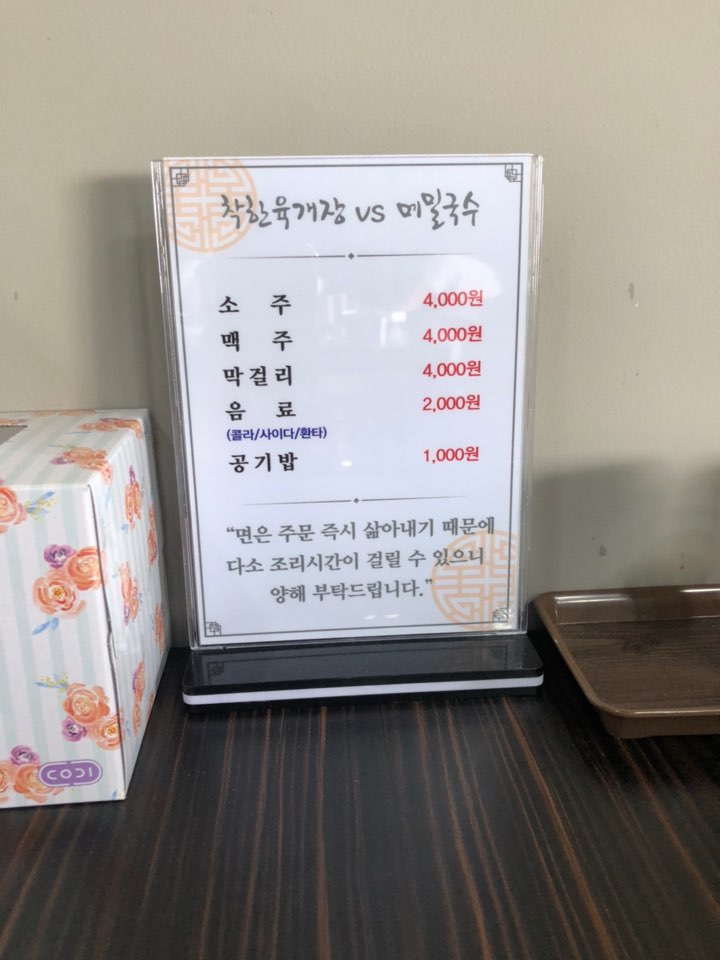 착한육개장 vs 메밀국수
소 주 4,000원
맥 주 4,000원
막걸리 4,000원
음 료 2,000원
(콜라/사이다/환타)
공기밥 1,000원
“면은 주문 즉시 삶아내기 때문에
다소 조리시간이 걸릴 수 있으니
양해 부탁드립니다.”
CODI